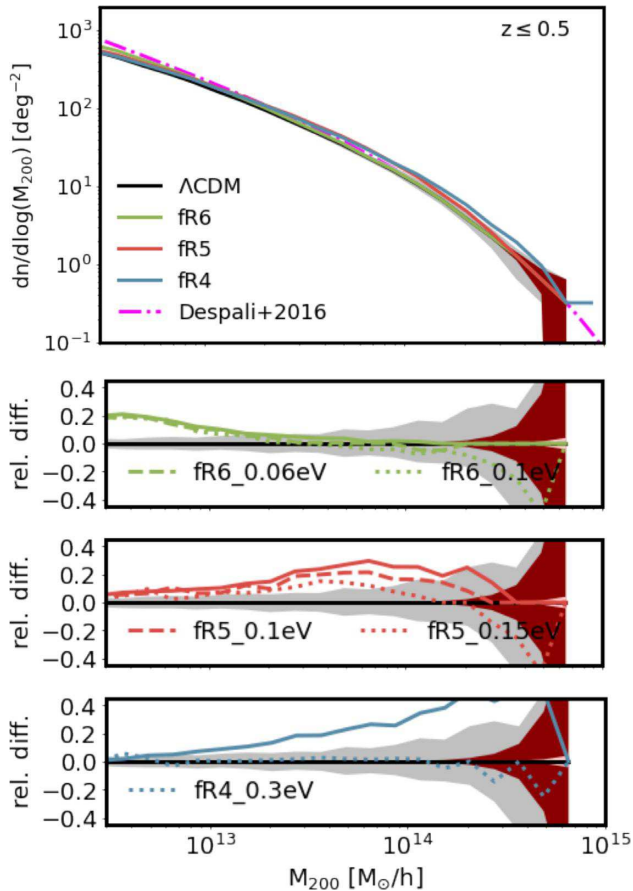 z ≤ 0.5
dn/dlog(M₂₀₀) [deg⁻²]
10³
10²
10¹
10⁰
10⁻¹
ΛCDM
fR6
fR5
fR4
Despali+2016
rel. diff.
0.4
0.2
0.0
−0.2
−0.4
fR6_0.06eV
fR6_0.1eV
rel. diff.
0.4
0.2
0.0
−0.2
−0.4
fR5_0.1eV
fR5_0.15eV
rel. diff.
0.4
0.2
0.0
−0.2
−0.4
fR4_0.3eV
10¹³
10¹⁴
10¹⁵
M₂₀₀ [M⊙/h]